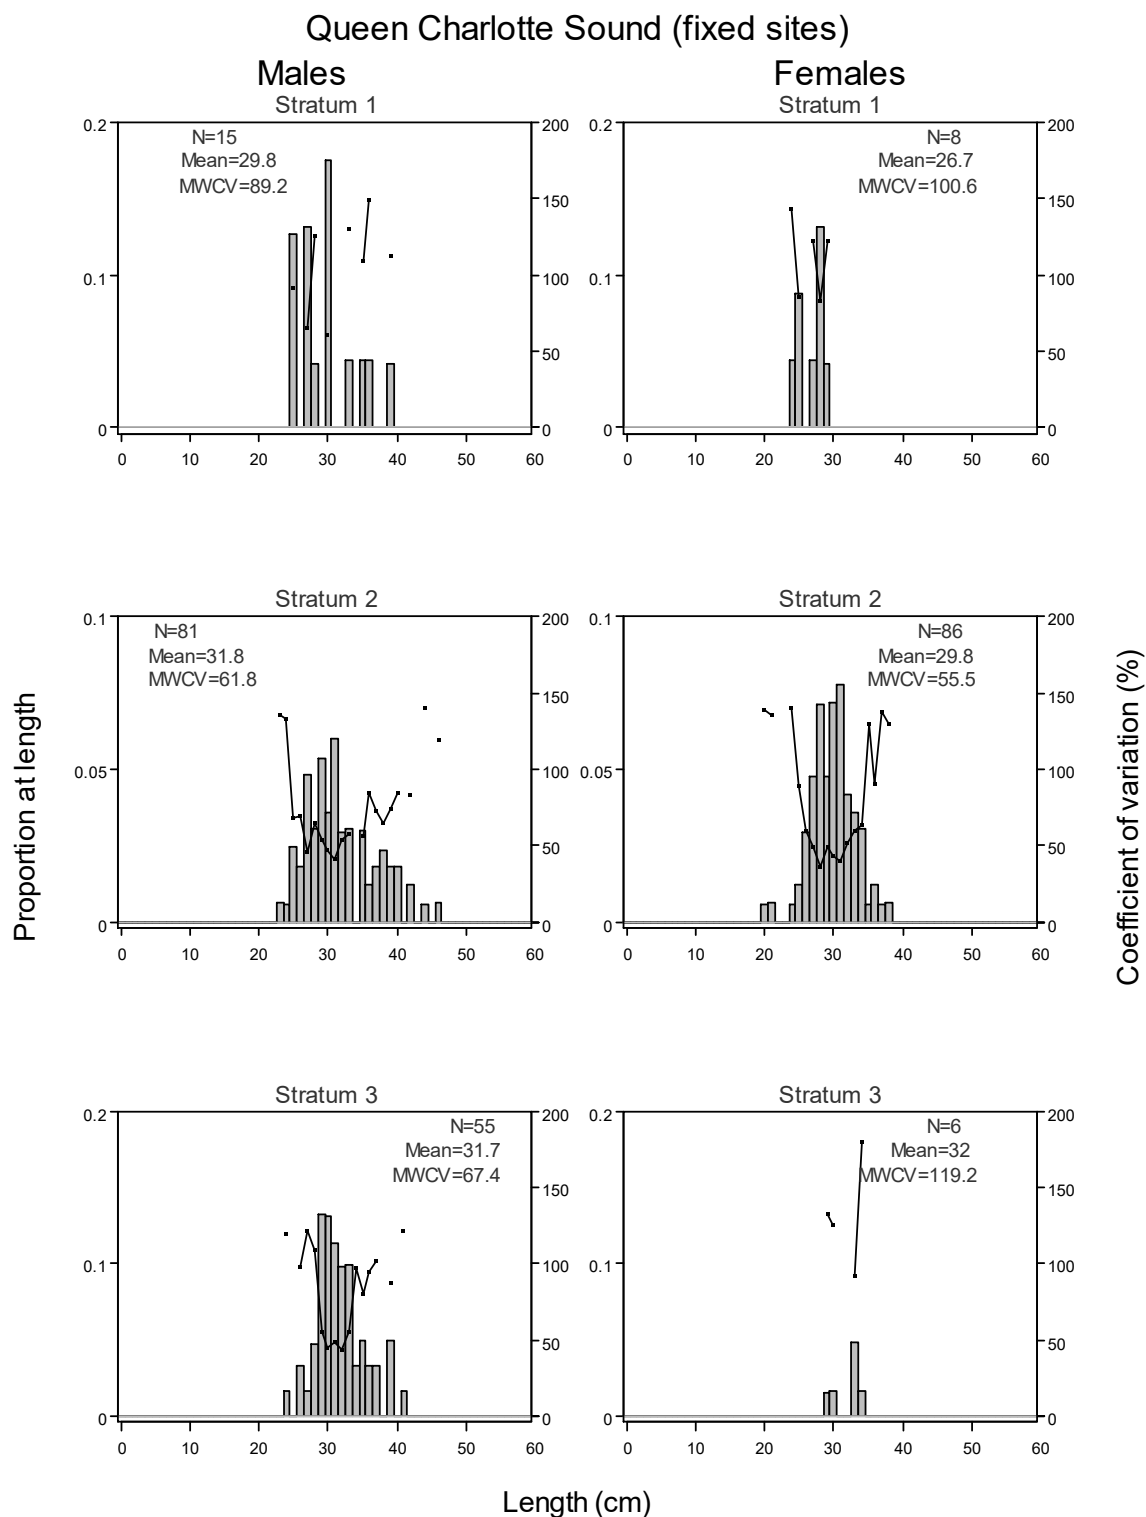 Queen Charlotte Sound (fixed sites)
Males Females
Stratum 1 Stratum 1
0.2 200 200
N=15 N=8
Mean=29.8 Mean=26.7
MWCV=89.2 MWCV=100.6
150 150
0.1 100 100
50 50
0 0 0
0 10 20 30 40 50 60 0 10 20 30 40 50 60
Stratum 2 Stratum 2
0.1 200 0.1 200
N=81 N=86
Mean=31.8 Mean=29.8
MWCV=61.8 MWCV=55.5
150 150
0.05 100 0.05 100
50 50
0 0 0 0
0 10 20 30 40 50 60 0 10 20 30 40 50 60
Stratum 3 Stratum 3
0.2 200 0.2 200
N=55 N=6
Mean=31.7 Mean=32
MWCV=67.4 MWCV=119.2
150 150
0.1 100 0.1 100
50 50
0 0 0 0
0 10 20 30 40 50 60 0 10 20 30 40 50 60
Proportion at length
Coefficient of variation (%)
Length (cm)